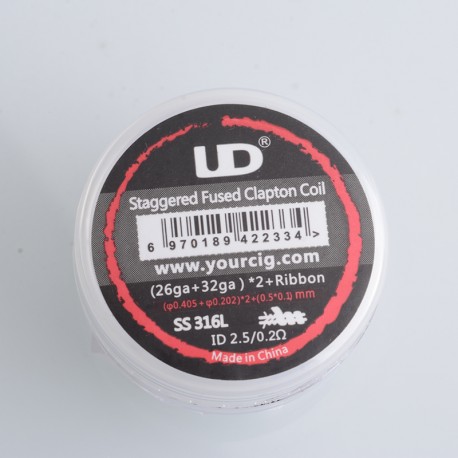 UD®
Staggered Fused Clapton Coil
6 970189 422334 >
www.yourcig.com
(26ga+32ga )*2+Ribbon
(φ0.405+φ0.202)*2+(0.5*0.1) mm
SS 316L
ID 2.5/0.2Ω
Made in China